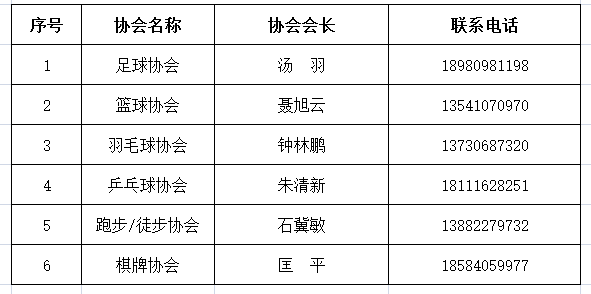 序号 协会名称 协会会长 联系电话
1 足球协会 汤 羽 18980981198
2 篮球协会 聂旭云 13541070970
3 羽毛球协会 钟林鹏 13730687320
4 乒乓球协会 朱清新 18111628251
5 跑步/徒步协会 石冀敏 13882279732
6 棋牌协会 匡 平 18584059977